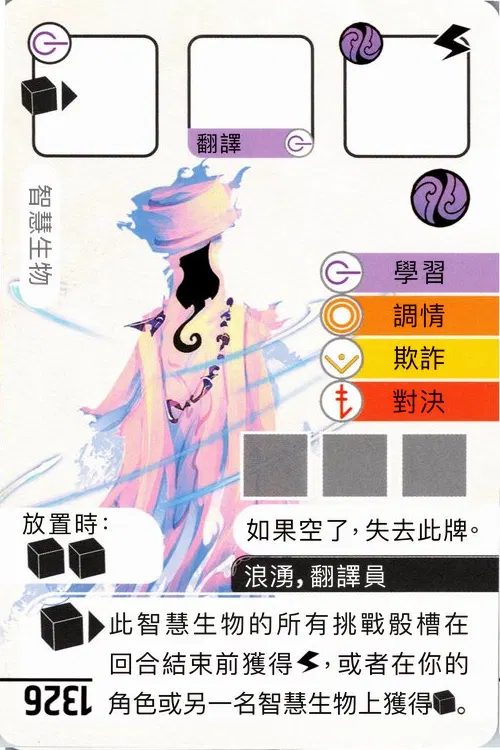 翻譯
智慧生物
學習
調情
欺詐
對決
放置時:
如果空了,失去此牌。
浪湧,翻譯員
此智慧生物的所有挑戰骰槽在
回合結束前獲得,或者在你的
角色或另一名智慧生物上獲得。
1326